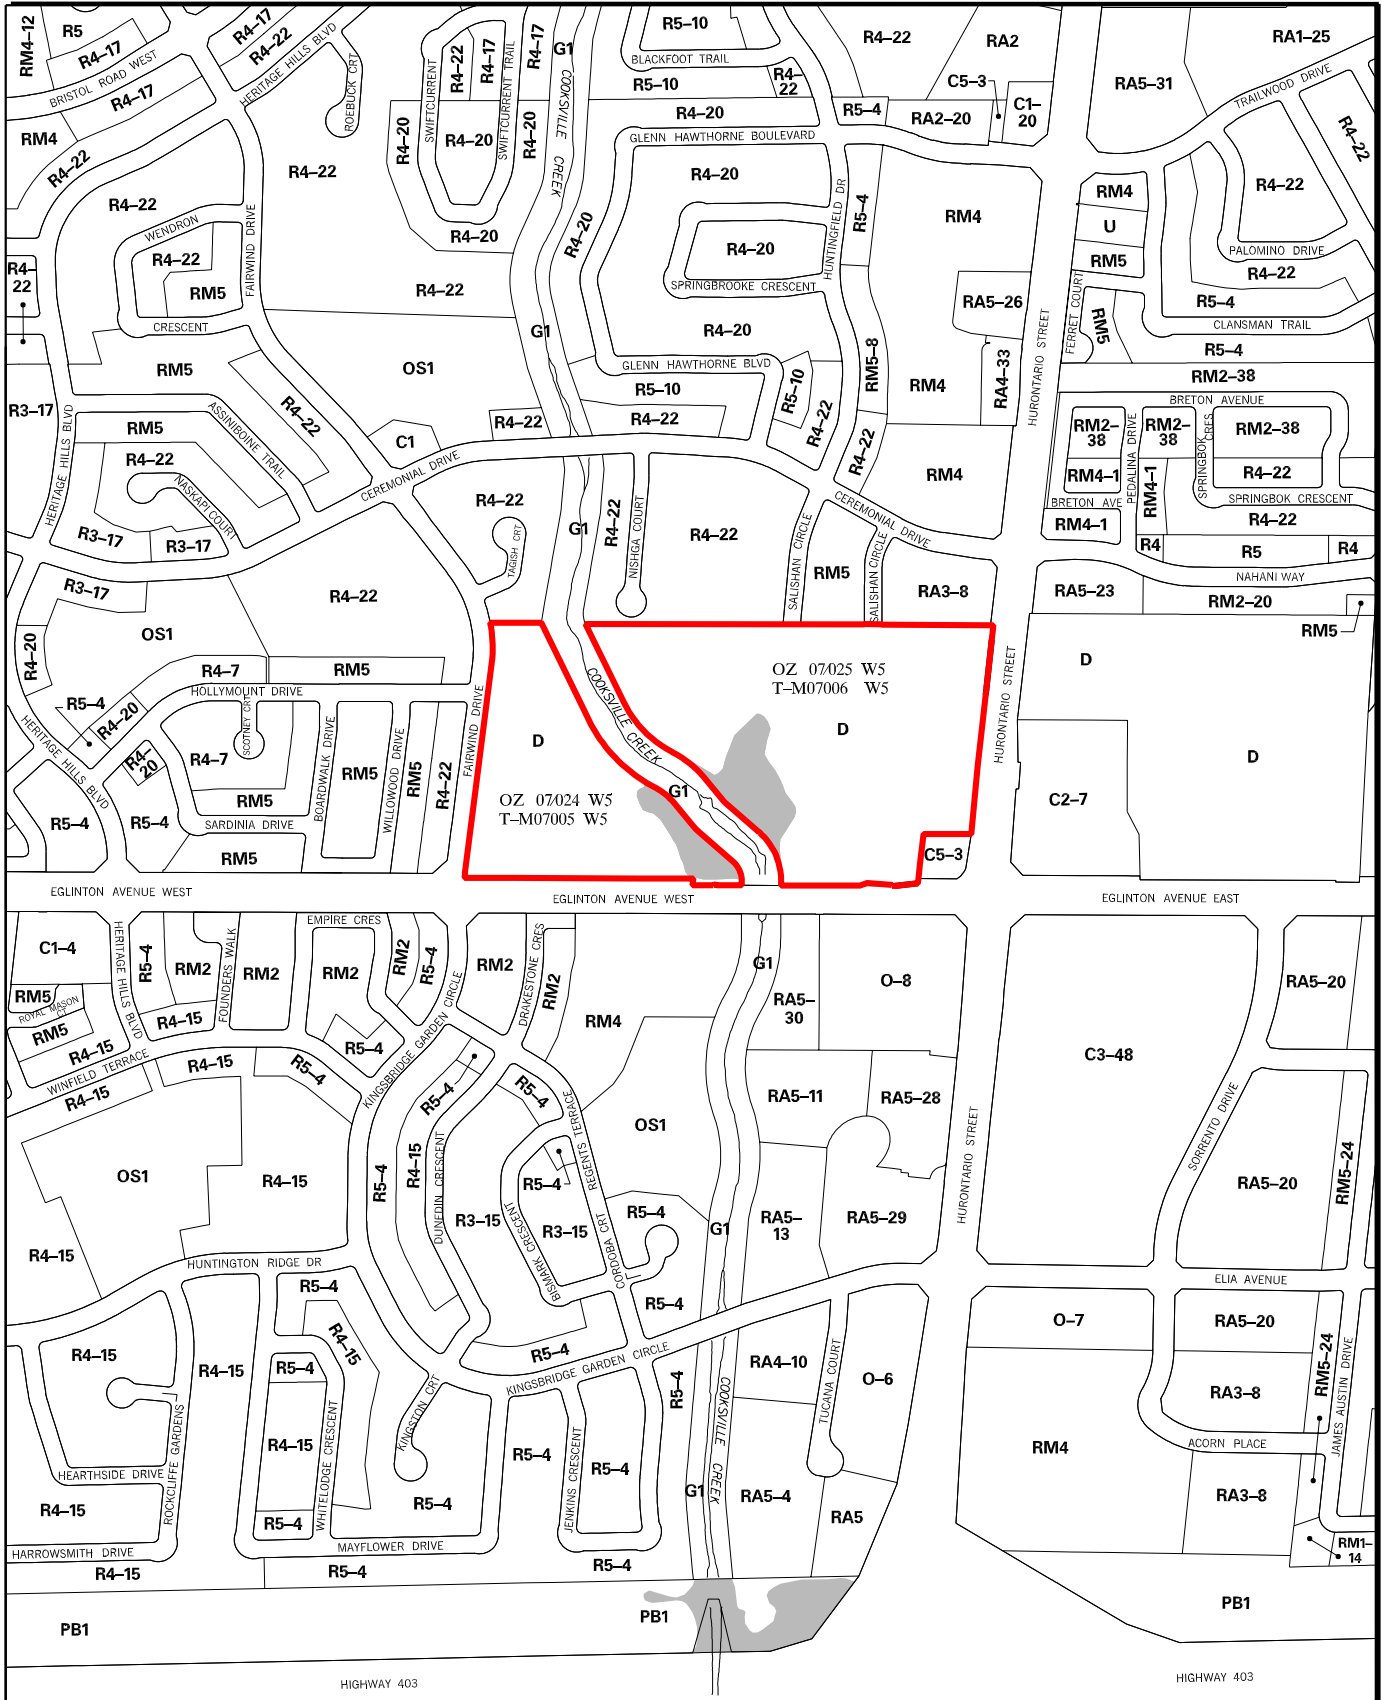 RM4–12
R5
R4–17
BRISTOL ROAD WEST
R4–17
R4–17
R4–22
HERITAGE HILLS BLVD
ROEBUCK CRT
RM4
R4–22
SWIFTCURRENT
R4–22
R4–17
SWIFTCURRENT TRAIL
R4–17
G1
COOKSVILLE CREEK
R5–10
BLACKFOOT TRAIL
R5–10
R4–
22
R4–22
RA2
C5–3
C1–
20
R5–4
RA2–20
RA5–31
RA1–25
TRAILWOOD DRIVE
R4–22
R4–20
R4–20
R4–20
R4–20
GLENN HAWTHORNE BOULEVARD
R4–22
R4–22
R4–20
R4–22
WENDRON
R4–22
RM5
CRESCENT
FAIRWIND DRIVE
R4–
22
R4–20
R4–20
R4–20
SPRINGBROOKE CRESCENT
HUNTINGFIELD DR
R5–4
RM4
RM4
U
RM5
PALOMINO DRIVE
R4–22
R5–4
CLANSMAN TRAIL
R4–22
RA5–26
FERRET COURT
RM5
R5–4
G1
R4–20
GLENN HAWTHORNE BLVD
RM2–38
RM5
OS1
R5–10
R5–10
RM5–8
RM4
RA4–33
HURONTARIO STREET
BRETON AVENUE
R3–17
HERITAGE HILLS BLVD
ASSINIBOINE TRAIL
R4–22
RM5
C1
R4–22
R4–22
R4–22
R4–22
RM2–
38
PEDALINA DRIVE
RM2–
38
SPRINGBOK
CRES
RM2–38
R4–22
NASKAPI COURT
CEREMONIAL DRIVE
RM4
RM4–1
RM4–1
R4–22
BRETON AVE
SPRINGBOK CRESCENT
R4–22
G1
R4–22
NISHGA COURT
R4–22
CEREMONIAL DRIVE
RM4–1
R4–22
R3–17
R3–17
TAGISH CRT
SALISHAN CIRCLE
SALISHAN CIRCLE
R4
R5
R4
RM5
NAHANI WAY
R3–17
R4–22
RA3–8
RA5–23
RM2–20
RM5
OS1
R4–20
R4–7
RM5
HOLLYMOUNT DRIVE
R5–4
R4–20
SCOTNEY CRT
HERITAGE HILLS BLVD
R4–
20
R4–7
RM5
BOARDWALK DRIVE
RM5
WILLOWOOD DRIVE
RM5
R4–22
FAIRWIND DRIVE
COOKSVILLE CREEK
OZ 07/025 W5
T–M07006 W5
D
D
HURONTARIO STREET
D
D
G1
OZ 07/024 W5
T–M07005 W5
C2–7
R5–4
R5–4
SARDINIA DRIVE
RM5
C5–3
EGLINTON AVENUE WEST
EGLINTON AVENUE WEST
EGLINTON AVENUE EAST
C1–4
HERITAGE HILLS BLVD
R5–4
RM2
FOUNDERS WALK
RM2
EMPIRE CRES
RM2
RM2
R5–4
RM2
DRAKESTONE CRES
RM2
G1
O–8
RA5–20
RM5
ROYAL MASON
CT
RM5
R4–15
R4–15
WINFIELD TERRACE
KINGSBRIDGE GARDEN CIRCLE
R5–4
RM4
RA5–
30
C3–48
R4–15
R4–15
R5–4
R5–4
R5–4
RA5–11
RA5–28
OS1
REGENTS TERRACE
HURONTARIO STREET
SORRENTO DRIVE
OS1
R4–15
R5–4
R4–15
DUNEDIN CRESCENT
R5–4
RA5–20
RM5–24
R3–15
BISMARK CRESCENT
R3–15
CORDOBA CRT
R5–4
G1
RA5–
13
RA5–29
R4–15
HUNTINGTON RIDGE DR
R5–4
R5–4
ELIA AVENUE
R4–15
R4–15
R4–15
R5–4
R5–4
KINGSBRIDGE GARDEN CIRCLE
RA4–10
TUCANA COURT
O–7
RA5–20
RM5–24
JAMES AUSTIN DRIVE
O–6
RA3–8
R5–4
COOKSVILLE CREEK
KINGSTON CRT
ROCKCLIFFE GARDENS
R4–15
WHITELODGE CRESCENT
R5–4
JENKINS CRESCENT
R5–4
RM4
ACORN PLACE
HEARTHSIDE DRIVE
R4–15
R5–4
R5–4
G1
RA5–4
RA5
RA3–8
HARROWSMITH DRIVE
MAYFLOWER DRIVE
RM1–
14
R4–15
R5–4
R5–4
PB1
PB1
PB1
HIGHWAY 403
HIGHWAY 403